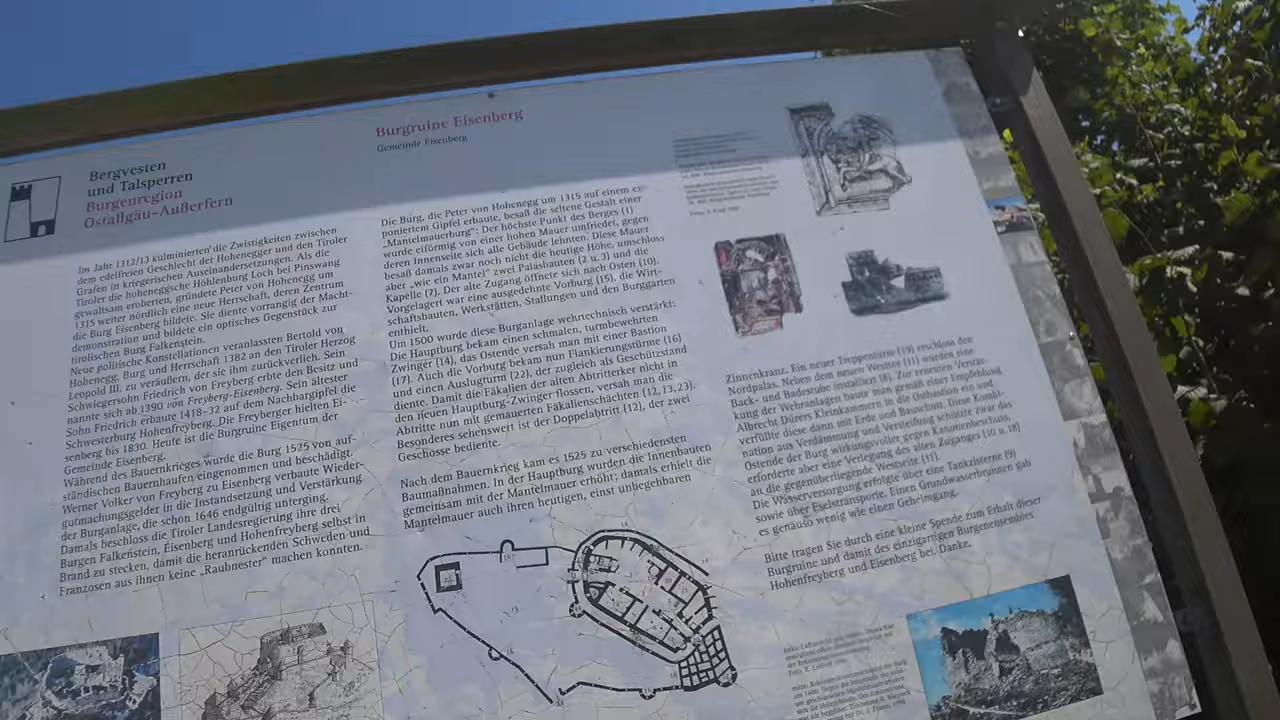 Bergvesten
und Talsperren
Burgenregion
Ostallgäu-Außerfern
Burgruine Eisenberg
Gemeinde Eisenberg
Im Jahr 1312/13 kulminierten die Zwistigkeiten zwischen
dem edelfreien Geschlecht der Hohenegger und den Tiroler
Grafen in kriegerischen Auseinandersetzungen. Als die
Tiroler die hoheneggische Höhlenburg Loch bei Pinswang
gewaltsam eroberten, gründete Peter von Hohenegg um
1315 weiter nördlich eine neue Herrschaft, deren Zentrum
die Burg Eisenberg bildete. Sie diente vorrangig der Macht-
demonstration und bildete ein optisches Gegenstück zur
tirolischen Burg Falkenstein.
Neue politische Konstellationen veranlassten Bertold von
Hohenegg, Burg und Herrschaft 1382 an den Tiroler Herzog
Leopold III. zu veräußern, der sie ihm zurückverlieh. Sein
Schwiegersohn Friedrich von Freyberg erbte den Besitz und
nannte sich ab 1390 von Freyberg-Eisenberg. Sein ältester
Sohn Friedrich erbaute 1418-32 auf dem Nachbargipfel die
Schwesterburg Hohenfreyberg. Die Freyberger hielten Ei-
senberg bis 1830. Heute ist die Burgruine Eigentum der
Gemeinde Eisenberg.
Während des Bauernkrieges wurde die Burg 1525 von auf-
ständischen Bauernhaufen eingenommen und beschädigt.
Werner Volker von Freyberg zu Eisenberg verbaute Wieder-
gutmachungsgelder in die Instandsetzung und Verstärkung
der Burganlage, die schon 1646 endgültig unterging.
Damals beschloss die Tiroler Landesregierung ihre drei
Burgen Falkenstein, Eisenberg und Hohenfreyberg selbst in
Brand zu stecken, damit die heranrückenden Schweden und
Franzosen aus ihnen keine „Raubnester" machen konnten.
Die Burg, die Peter von Hohenegg um 1315 auf einem ex-
poniertem Gipfel erbaute, besaß die seltene Gestalt einer
„Mantelmauerburg": Der höchste Punkt des Berges (1)
wurde eiförmig von einer hohen Mauer umfriedet, gegen
deren Innenseite sich alle Gebäude lehnten. Diese Mauer
besaß damals zwar noch nicht die heutige Höhe, umschloss
aber „wie ein Mantel" zwei Palasbauten (2 u. 3) und die
Kapelle (7). Der alte Zugang öffnete sich nach Osten (10).
Vorgelagert war eine ausgedehnte Vorburg (15), die Wirt-
schaftsbauten, Werkstätten, Stallungen und den Burggarten
enthielt.
Um 1500 wurde diese Burganlage wehrtechnisch verstärkt:
Die Hauptburg bekam einen schmalen, turmbewehrten
Zwinger (14), das Ostende versah man mit einer Bastion
(17). Auch die Vorburg bekam nun Flankierungstürme (16)
und einen Auslugturm (22), der zugleich als Geschützstand
diente. Damit die Fäkalien der alten Abtritterker nicht in
den neuen Hauptburg-Zwinger flossen, versah man die
Abtritte nun mit gemauerten Fäkalienschächten (12, 13, 23).
Besonders sehenswert ist der Doppelabtritt (12), der zwei
Geschosse bediente.
Nach dem Bauernkrieg kam es 1525 zu verschiedensten
Baumaßnahmen. In der Hauptburg wurden die Innenbauten
gemeinsam mit der Mantelmauer erhöht; damals erhielt die
Mantelmauer auch ihren heutigen, einst unbegehbaren
Zinnenkranz. Ein neuer Treppenturm (19) erschloss den
Nordpalas. Neben dem neuen Westtor (11) wurden eine
Back- und Badestube installiert (8). Zur erneuten Verstär-
kung der Wehranlagen baute man gemäß einer Empfehlung
Albrecht Dürers Kleinkammern in die Ostbastion ein und
verfüllte diese dann mit Erde und Bauschutt. Diese Kombi-
nation aus Verdämmung und Versteifung schützte zwar das
Ostende der Burg wirkungsvoller gegen Kanonenbeschuss,
erforderte aber eine Verlegung des alten Zuganges (10 u. 18)
an die gegenüberliegende Westseite (11).
Die Wasserversorgung erfolgte über eine Tankzisterne (9)
sowie über Eselstransporte. Einen Grundwasserbrunnen gab
es genauso wenig wie einen Geheimgang.
Bitte tragen Sie durch eine kleine Spende zum Erhalt dieser
Burgruine und damit des einzigartigen Burgenensembles
Hohenfreyberg und Eisenberg bei. Danke.